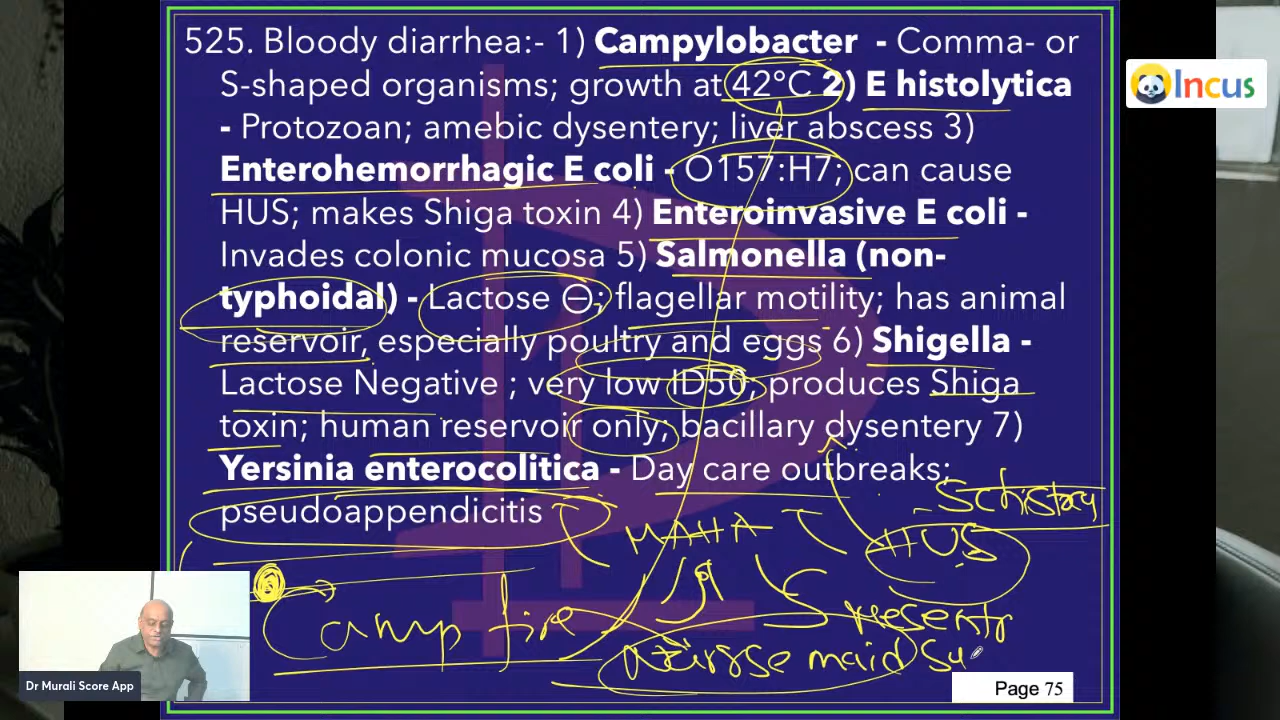 525. Bloody diarrhea:- 1) Campylobacter - Comma- or
S-shaped organisms; growth at 42°C 2) E histolytica
- Protozoan; amebic dysentery; liver abscess 3)
Enterohemorrhagic E coli - O157:H7; can cause
HUS; makes Shiga toxin 4) Enteroinvasive E coli -
Invades colonic mucosa 5) Salmonella (non-
typhoidal) - Lactose ⊖; flagellar motility; has animal
reservoir, especially poultry and eggs 6) Shigella -
Lactose Negative ; very low ID50; produces Shiga
toxin; human reservoir only; bacillary dysentery 7)
Yersinia enterocolitica - Day care outbreaks;
pseudoappendicitis
MAHA
HUS
Camp fire
maid
Incus
Dr Murali Score App
Page 75